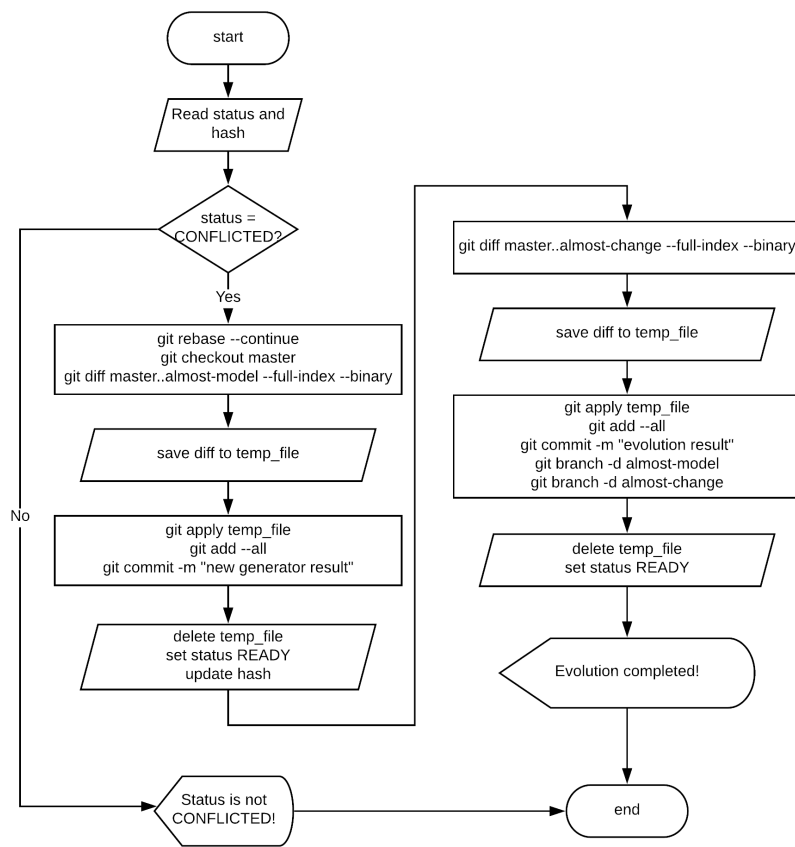 start
Read status and
hash
status =
CONFLICTED?
Yes
git rebase --continue
git checkout master
git diff master..almost-model --full-index --binary
save diff to temp_file
No
git apply temp_file
git add --all
git commit -m "new generator result"
delete temp_file
set status READY
update hash
git diff master..almost-change --full-index --binary
save diff to temp_file
git apply temp_file
git add --all
git commit -m "evolution result"
git branch -d almost-model
git branch -d almost-change
delete temp_file
set status READY
Evolution completed!
Status is not
CONFLICTED!
end